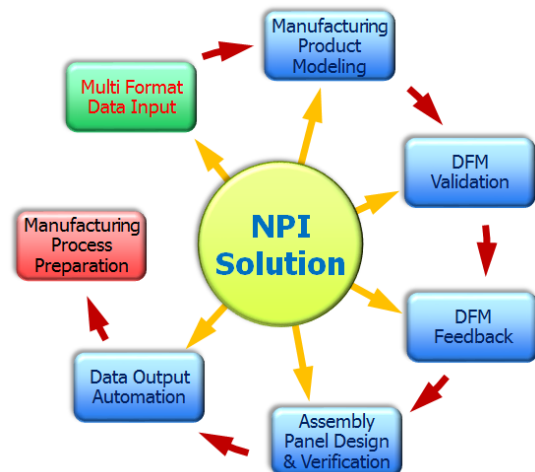 Manufacturing
Product
Modeling
Multi Format
Data Input
DFM
Validation
NPI
Solution
Manufacturing
Process
Preparation
DFM
Feedback
Data Output
Automation
Assembly
Panel Design
& Verification